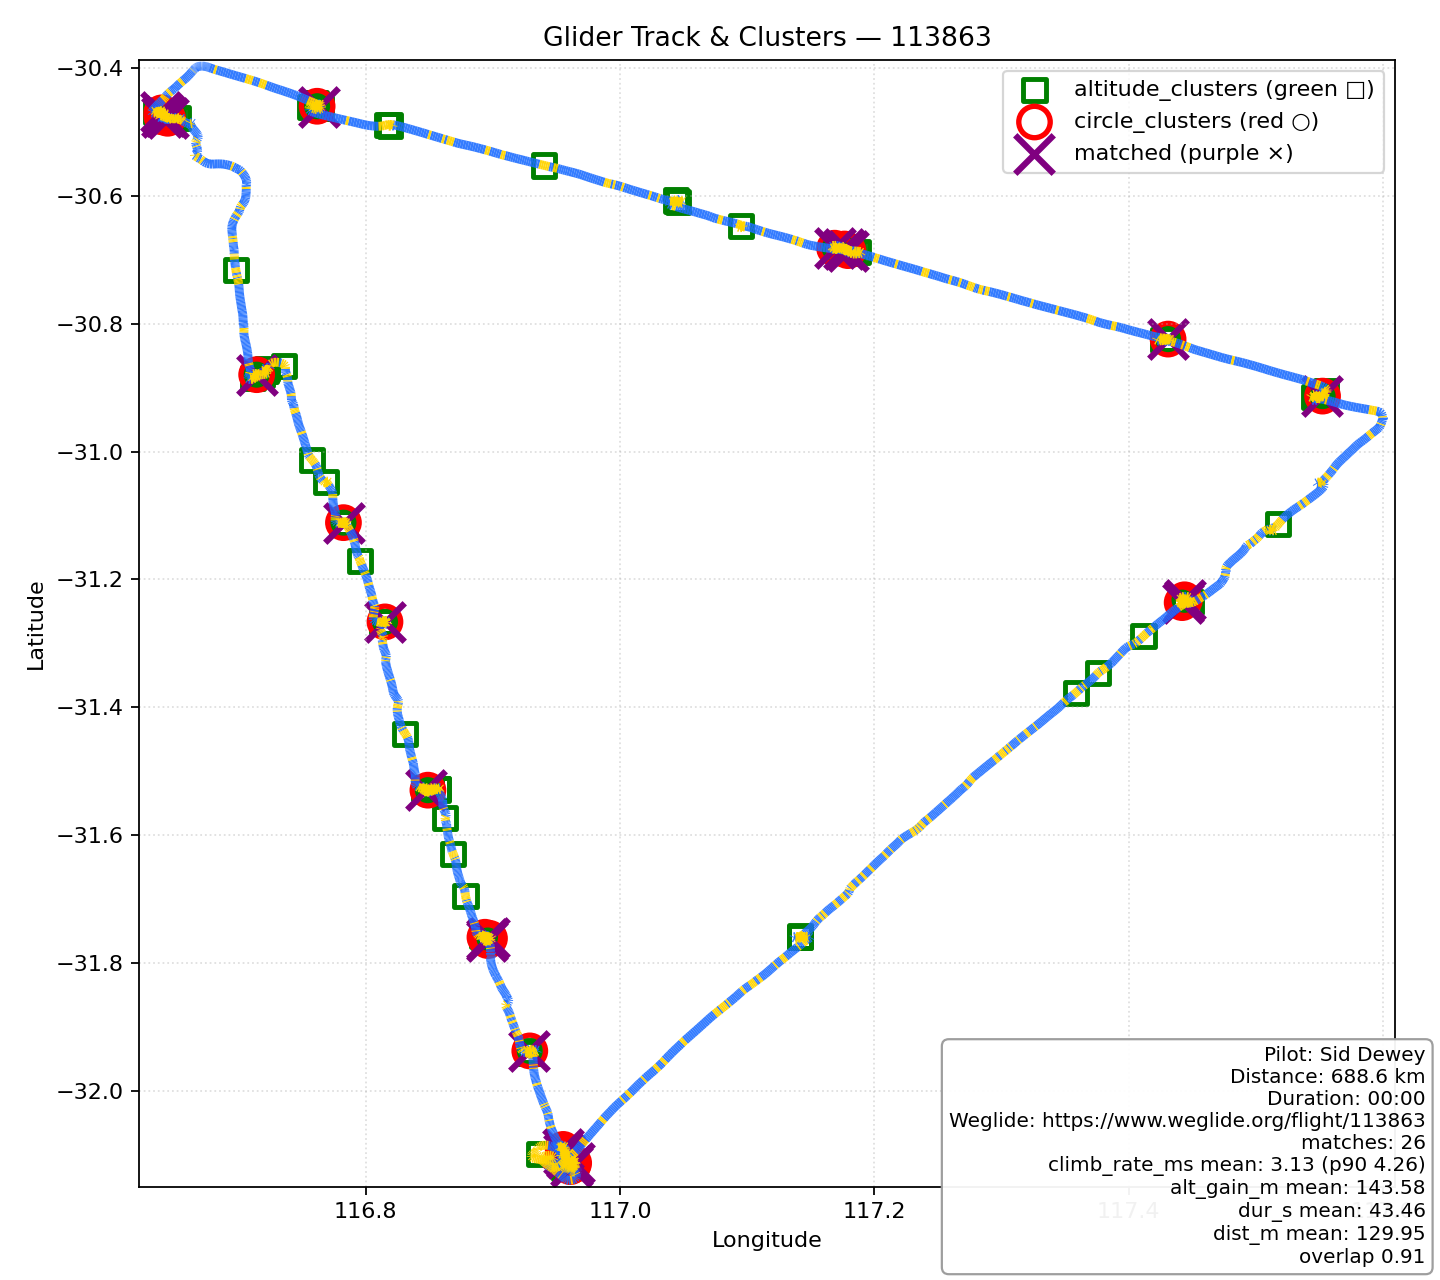 Glider Track & Clusters — 113863
altitude_clusters (green □)
circle_clusters (red ○)
matched (purple ×)
Latitude
−30.4
−30.6
−30.8
−31.0
−31.2
−31.4
−31.6
−31.8
−32.0
116.8
117.0
117.2
117.4
Longitude
Pilot: Sid Dewey
Distance: 688.6 km
Duration: 00:00
Weglide: https://www.weglide.org/flight/113863
matches: 26
climb_rate_ms mean: 3.13 (p90 4.26)
alt_gain_m mean: 143.58
dur_s mean: 43.46
dist_m mean: 129.95
overlap 0.91